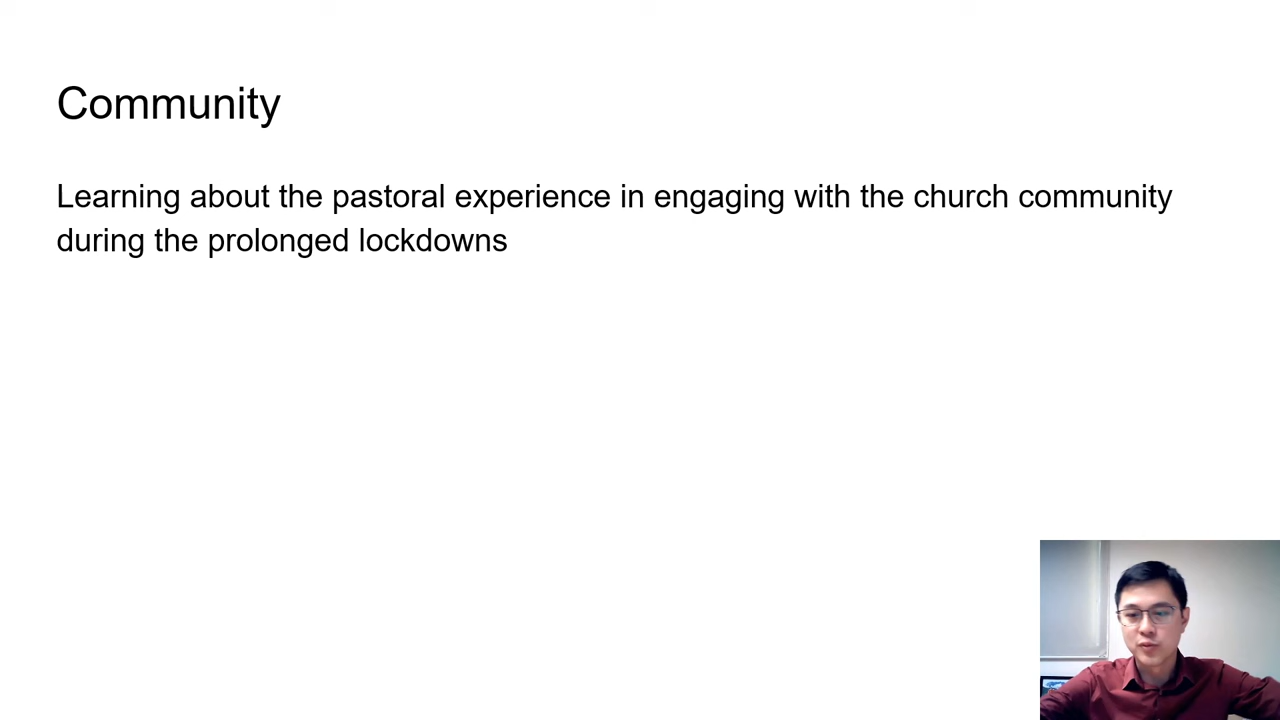 Community
Learning about the pastoral experience in engaging with the church community
during the prolonged lockdowns